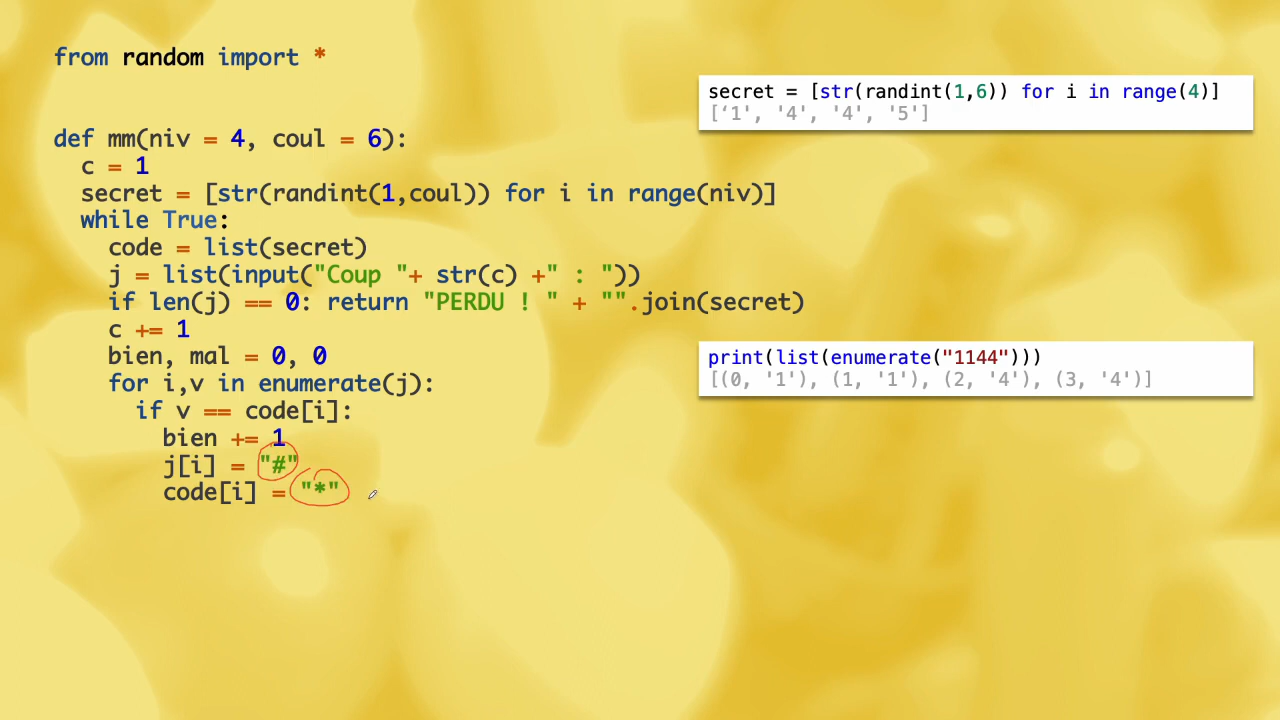 from random import *
def mm(niv = 4, coul = 6):
c = 1
secret = [str(randint(1,coul)) for i in range(niv)]
while True:
code = list(secret)
j = list(input("Coup "+ str(c) +" : "))
if len(j) == 0: return "PERDU ! " + "".join(secret)
c += 1
bien, mal = 0, 0
for i,v in enumerate(j):
if v == code[i]:
bien += 1
j[i] = "#"
code[i] = "*"
secret = [str(randint(1,6)) for i in range(4)]
[‘1', '4', '4', '5']
print(list(enumerate("1144")))
[(0, '1'), (1, '1'), (2, '4'), (3, '4')]